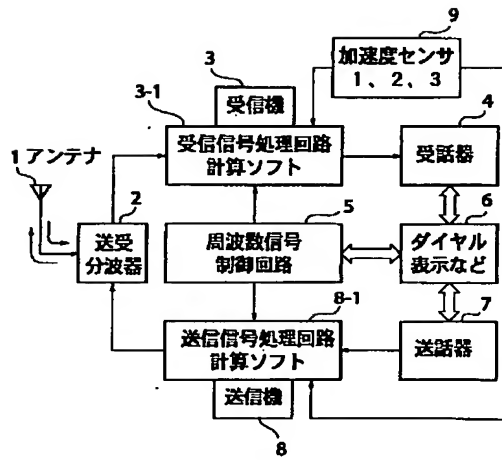 9
加速度センサ
1、2、3
3
受信機
3-1
受信信号処理回路
計算ソフト
4
受話器
1 アンテナ
2
送受
分波器
5
周波数信号
制御回路
6
ダイヤル
表示など
8-1
送信信号処理回路
計算ソフト
7
送話器
送信機
8